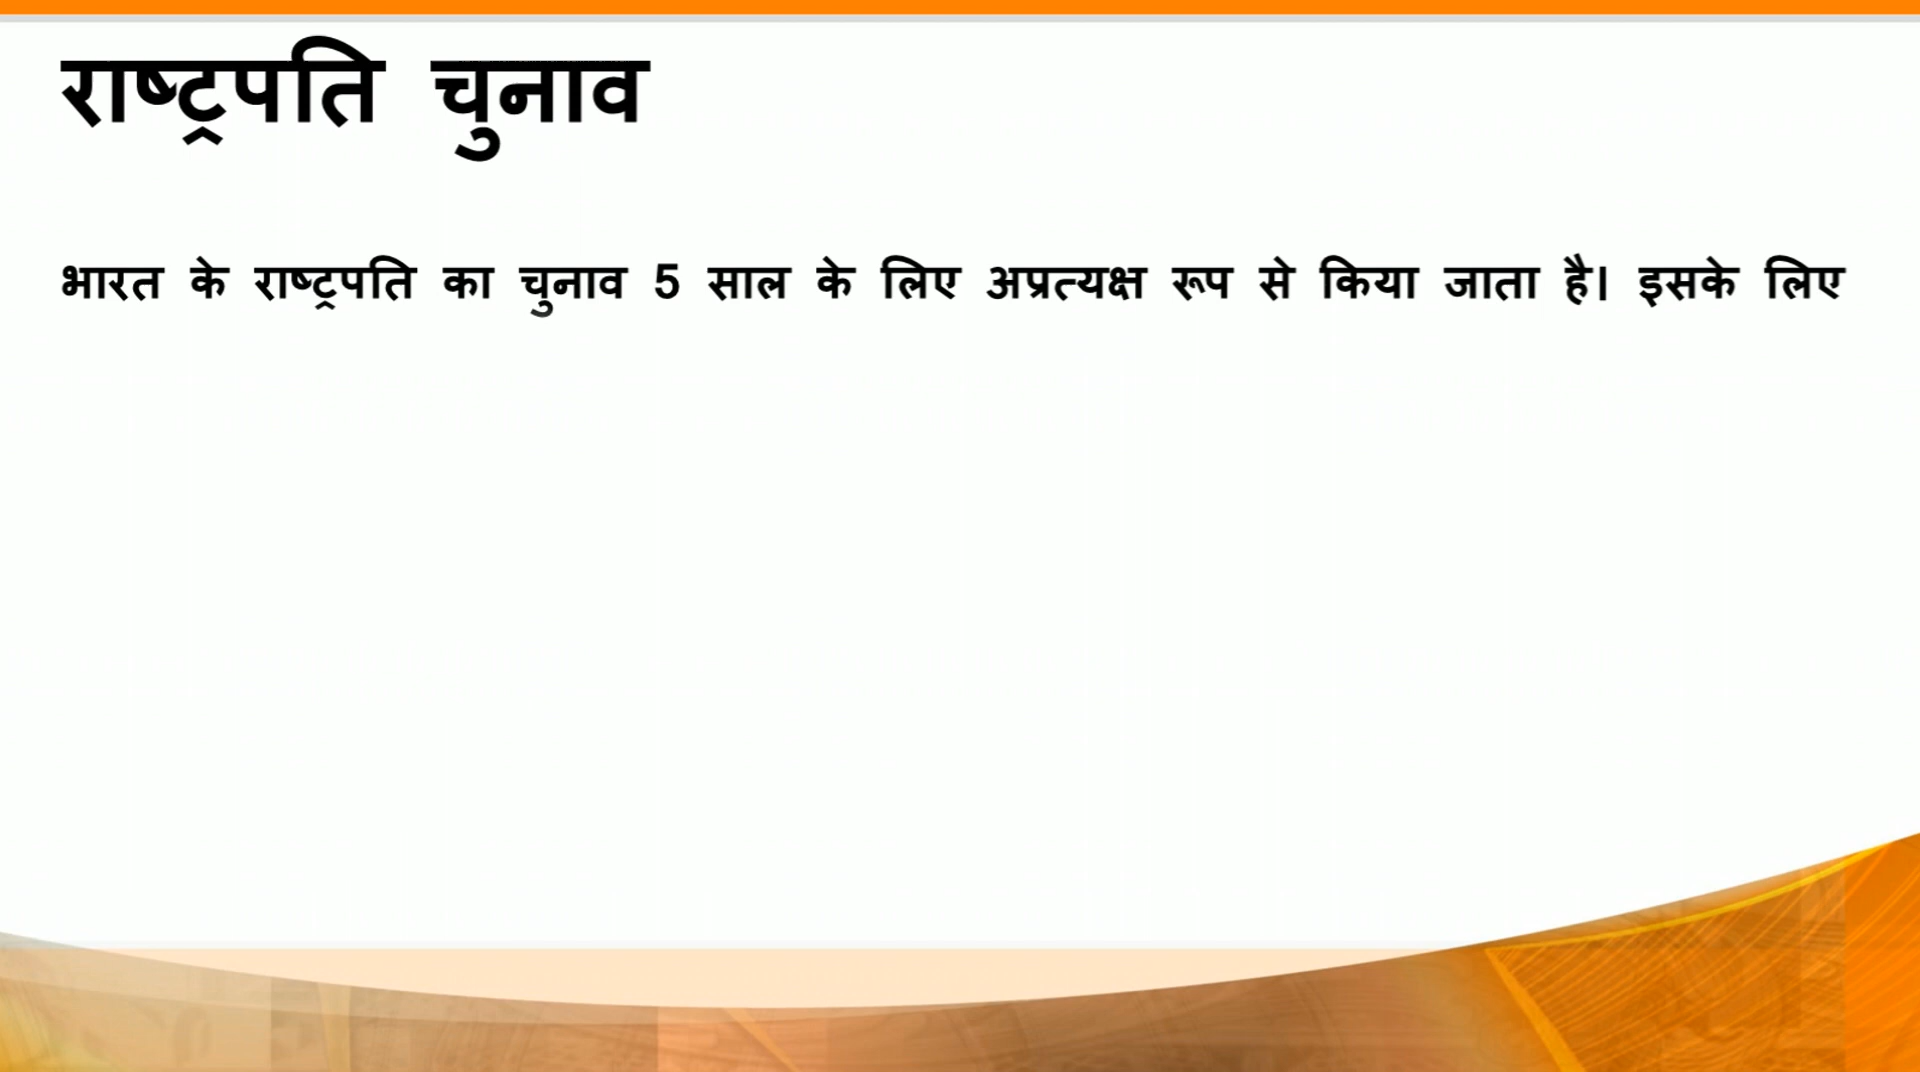 राष्ट्रपति चुनाव
भारत के राष्ट्रपति का चुनाव 5 साल के लिए अप्रत्यक्ष रूप से किया जाता है। इसके लिए